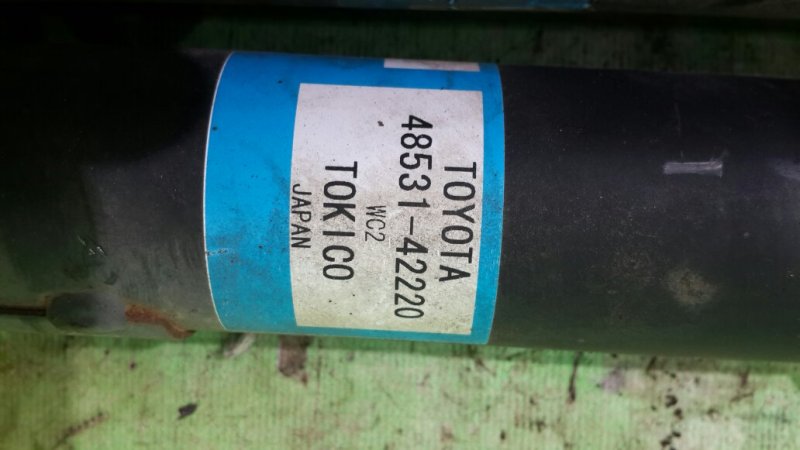 TOYOTA
48531-42220
WC2
TOKICO
JAPAN